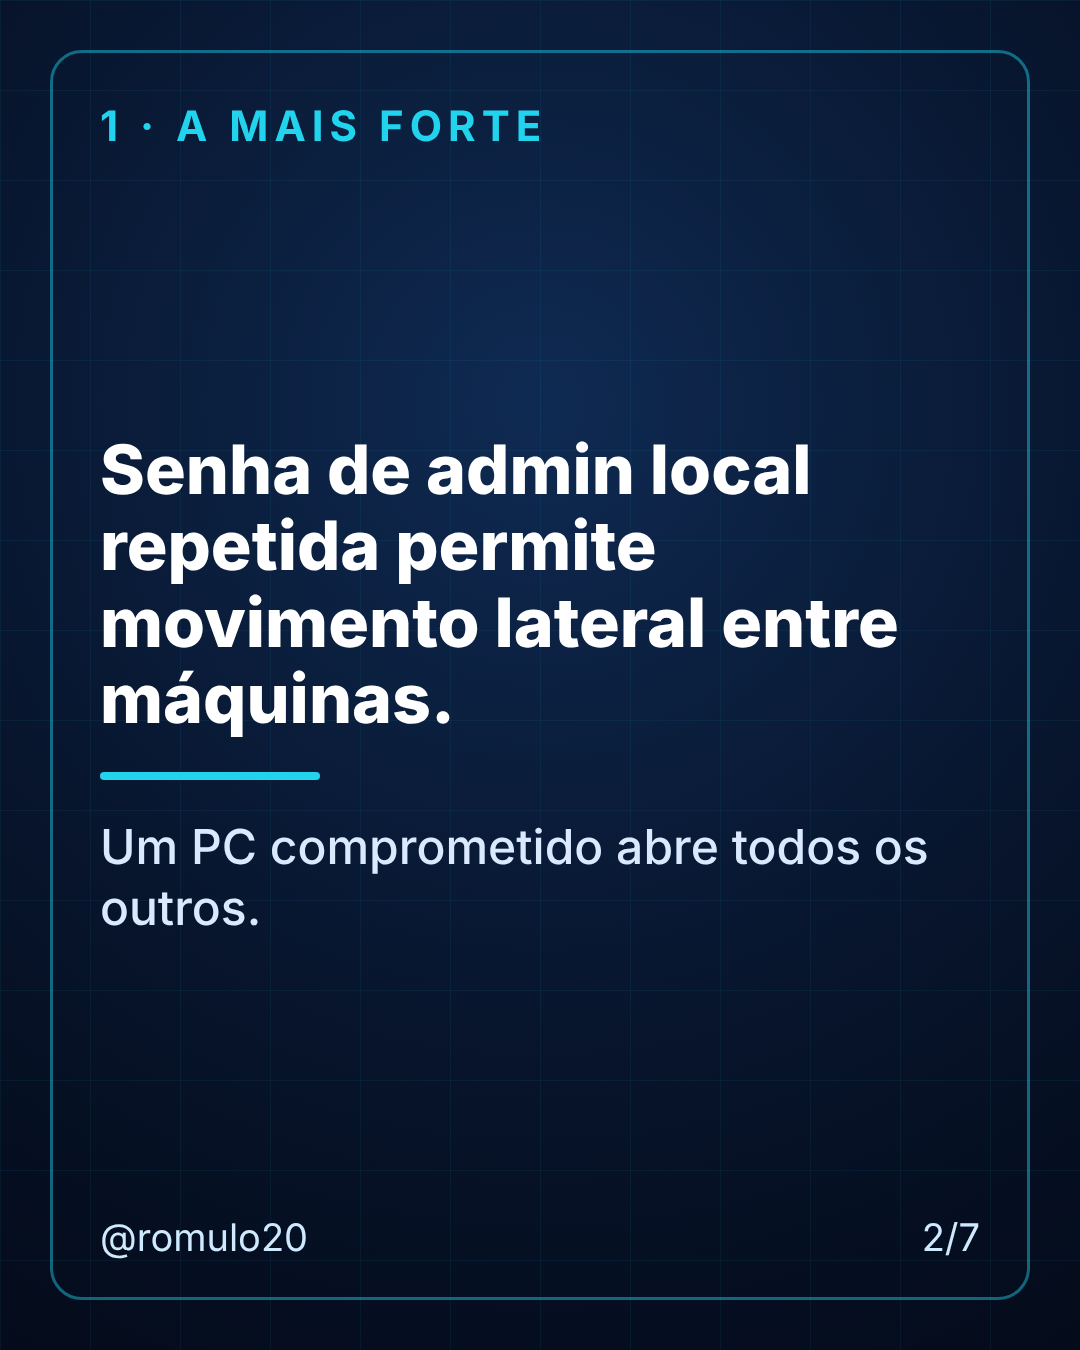 1 · A MAIS FORTE
Senha de admin local
repetida permite
movimento lateral entre
máquinas.
Um PC comprometido abre todos os
outros.
@romulo20
2/7